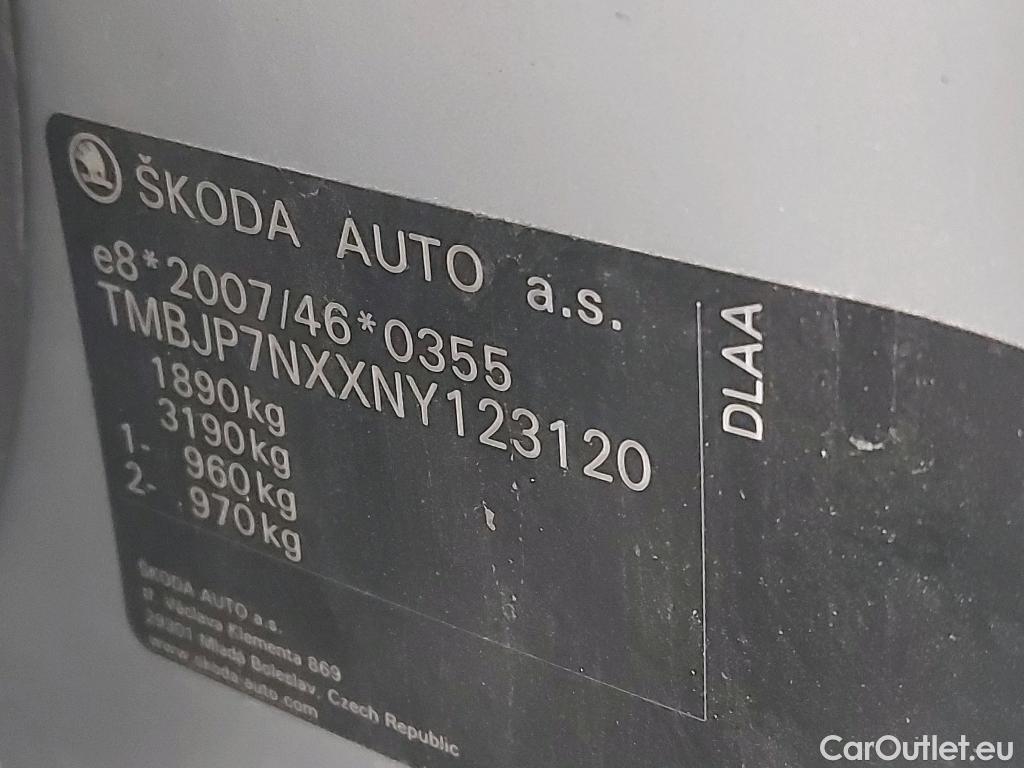 ŠKODA AUTO a.s.
e8*2007/46*0355
TMBJP7NXXNY123120
1890kg
3190kg
1- 960kg
2- 970kg
DLAA
ŠKODA AUTO a.s.
tř. Václava Klementa 869
29301 Mladá Boleslav, Czech Republic
www.skoda-auto.com
CarOutlet.eu